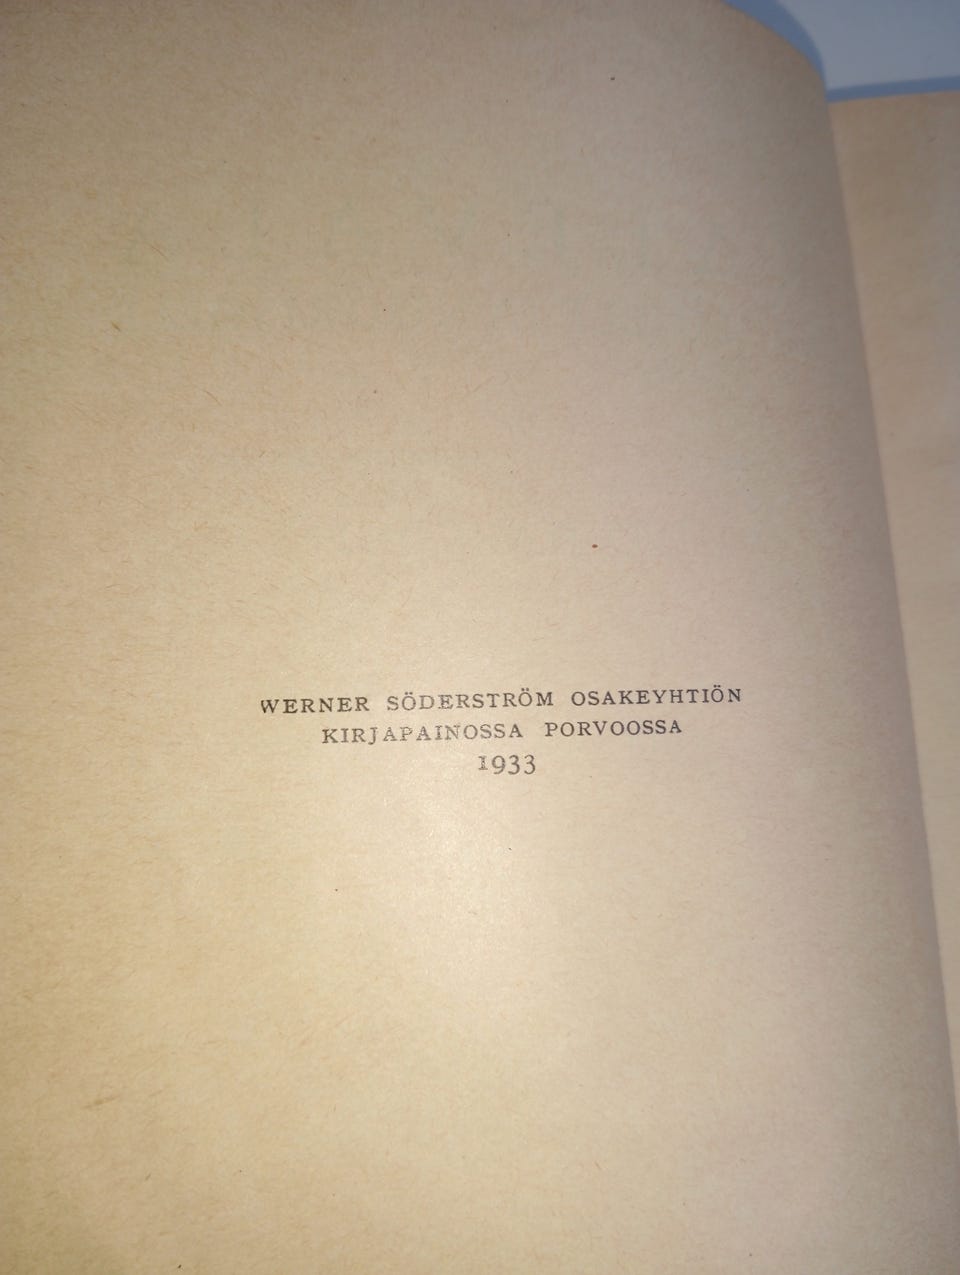 WERNER SÖDERSTRÖM OSAKEYHTIÖN
KIRJAPAINOSSA PORVOOSSA
1933